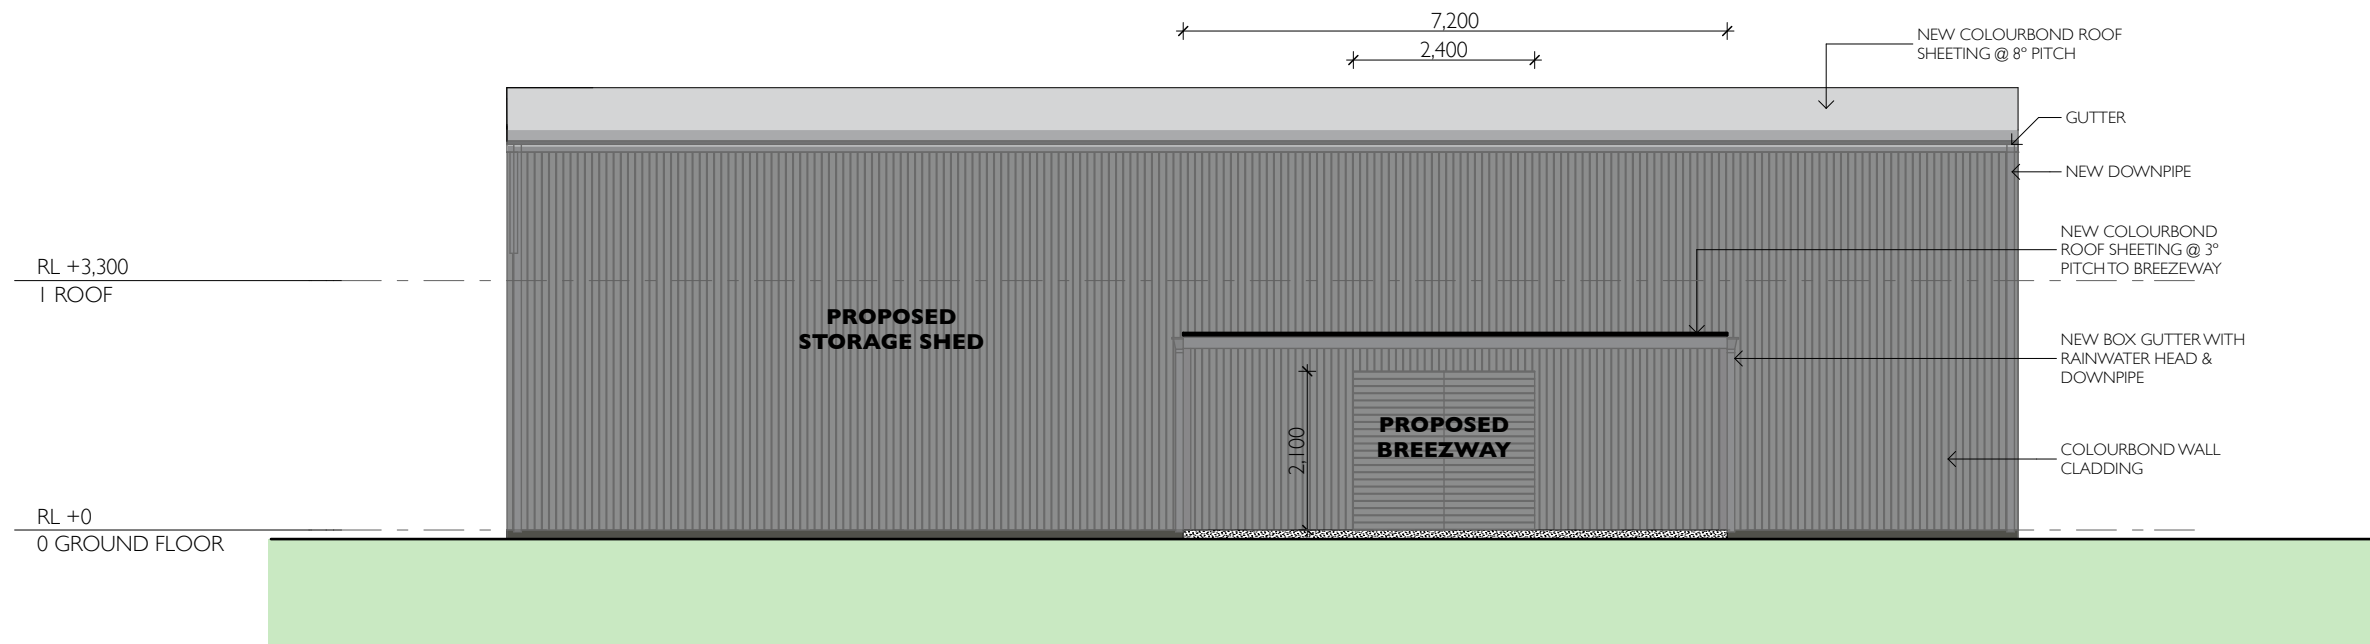 7,200
2,400
NEW COLOURBOND ROOF
SHEETING @ 8° PITCH
GUTTER
NEW DOWNPIPE
NEW COLOURBOND
ROOF SHEETING @ 3°
PITCH TO BREEZEWAY
RL +3,300
1 ROOF
PROPOSED
STORAGE SHED
NEW BOX GUTTER WITH
RAINWATER HEAD &
DOWNPIPE
2,100
PROPOSED
BREEZWAY
COLOURBOND WALL
CLADDING
RL +0
0 GROUND FLOOR